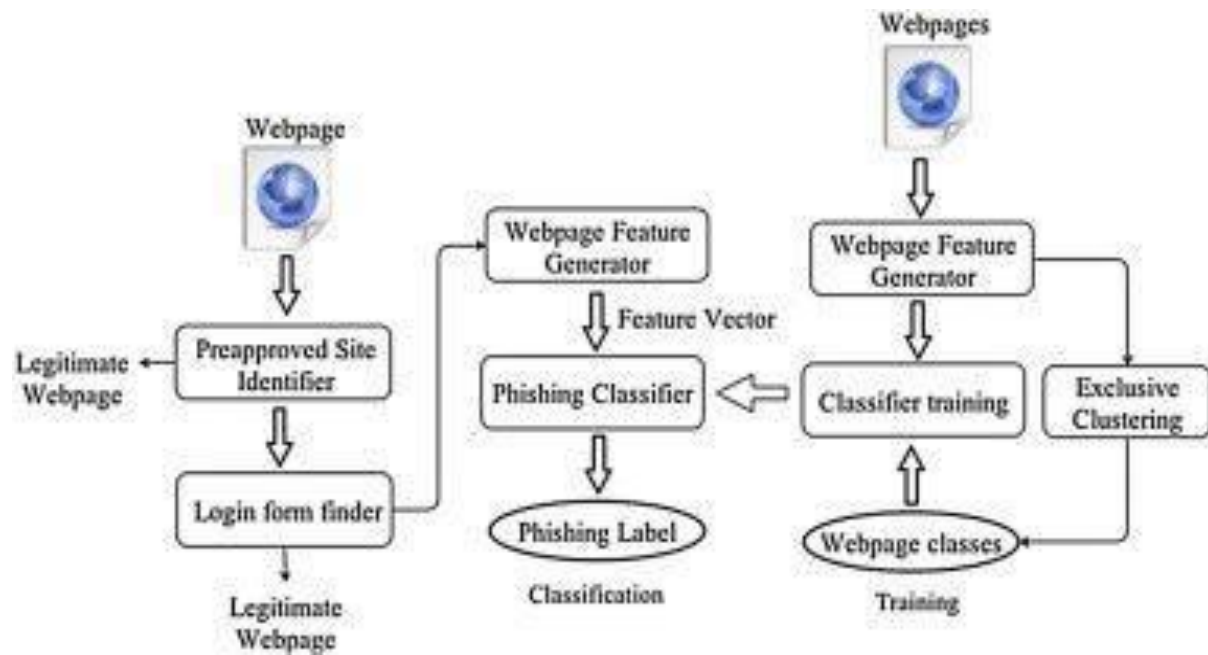 Webpages
Webpage
Webpage Feature
Generator
Webpage Feature
Generator
Feature Vector
Preapproved Site
Identifier
Legitimate
Webpage
Phishing Classifier
Classifier training
Exclusive
Clustering
Login form finder
Phishing Label
Webpage classes
Classification
Training
Legitimate
Webpage